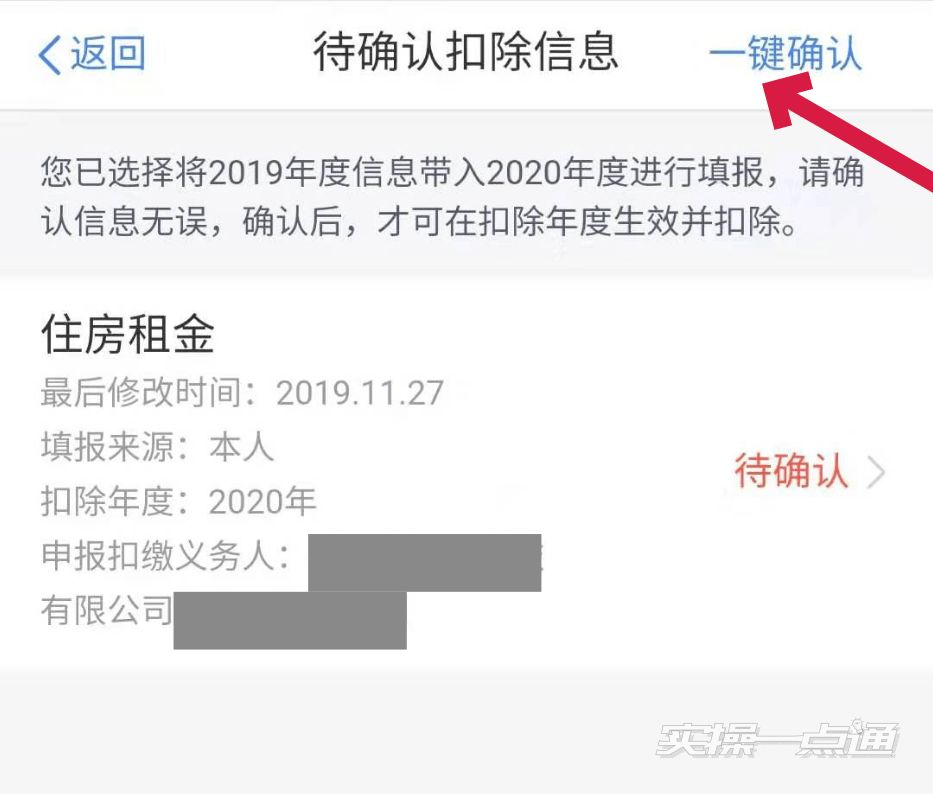 返回
待确认扣除信息
一键确认
您已选择将2019年度信息带入2020年度进行填报，请确
认信息无误，确认后，才可在扣除年度生效并扣除。
住房租金
最后修改时间：2019.11.27
填报来源：本人
待确认
扣除年度：2020年
申报扣缴义务人：
有限公司
实操一点通